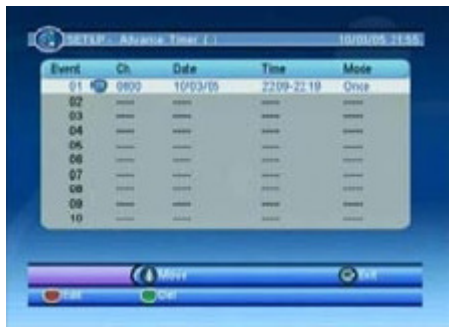 SETUP - Advance Timer ( ) 10/03/05 21:55
Event Ch. Date Time Mode
01 0800 10/03/05 2209-2219 Once
02 ---- ---- ---- ----
03 ---- ---- ---- ----
04 ---- ---- ---- ----
05 ---- ---- ---- ----
06 ---- ---- ---- ----
07 ---- ---- ---- ----
08 ---- ---- ---- ----
09 ---- ---- ---- ----
10 ---- ---- ---- ----
Move Exit
Edit Del